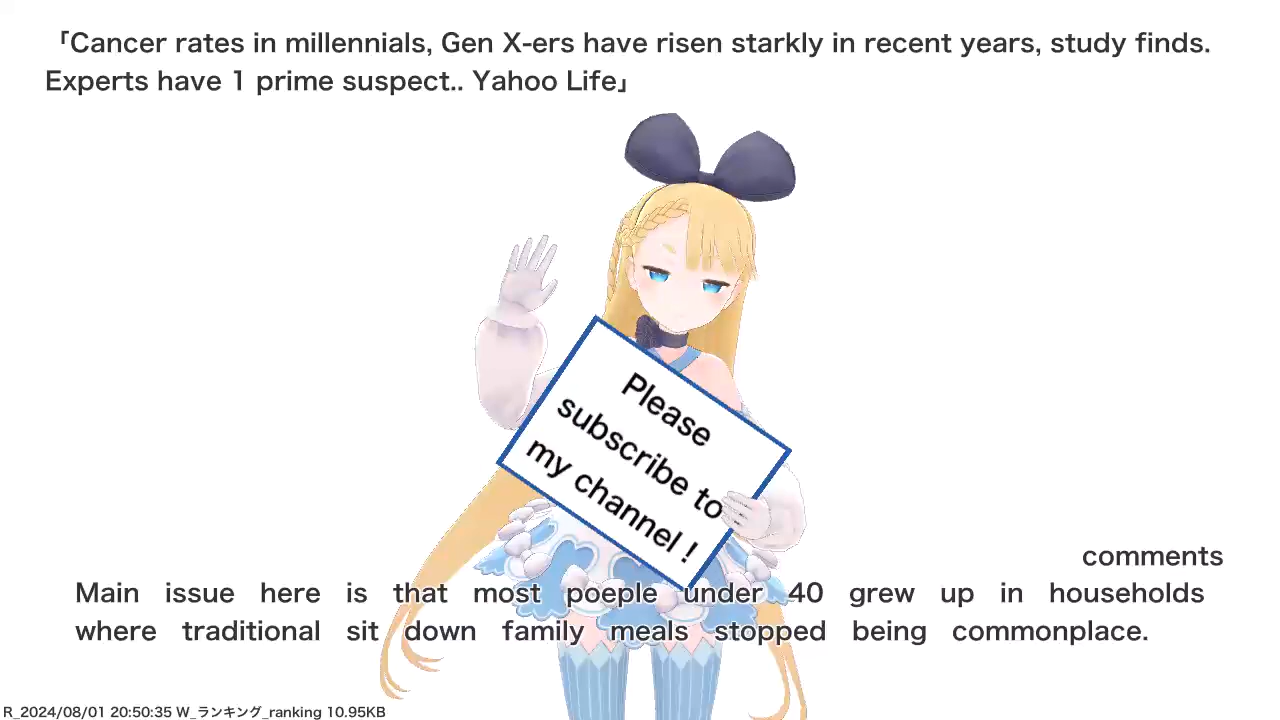 「Cancer rates in millennials, Gen X-ers have risen starkly in recent years, study finds.
Experts have 1 prime suspect.. Yahoo Life」
Please
subscribe to
my channel !
comments
Main issue here is that most poeple under 40 grew up in households
where traditional sit down family meals stopped being commonplace.
R_2024/08/01 20:50:35 W_ランキング_ranking 10.95KB